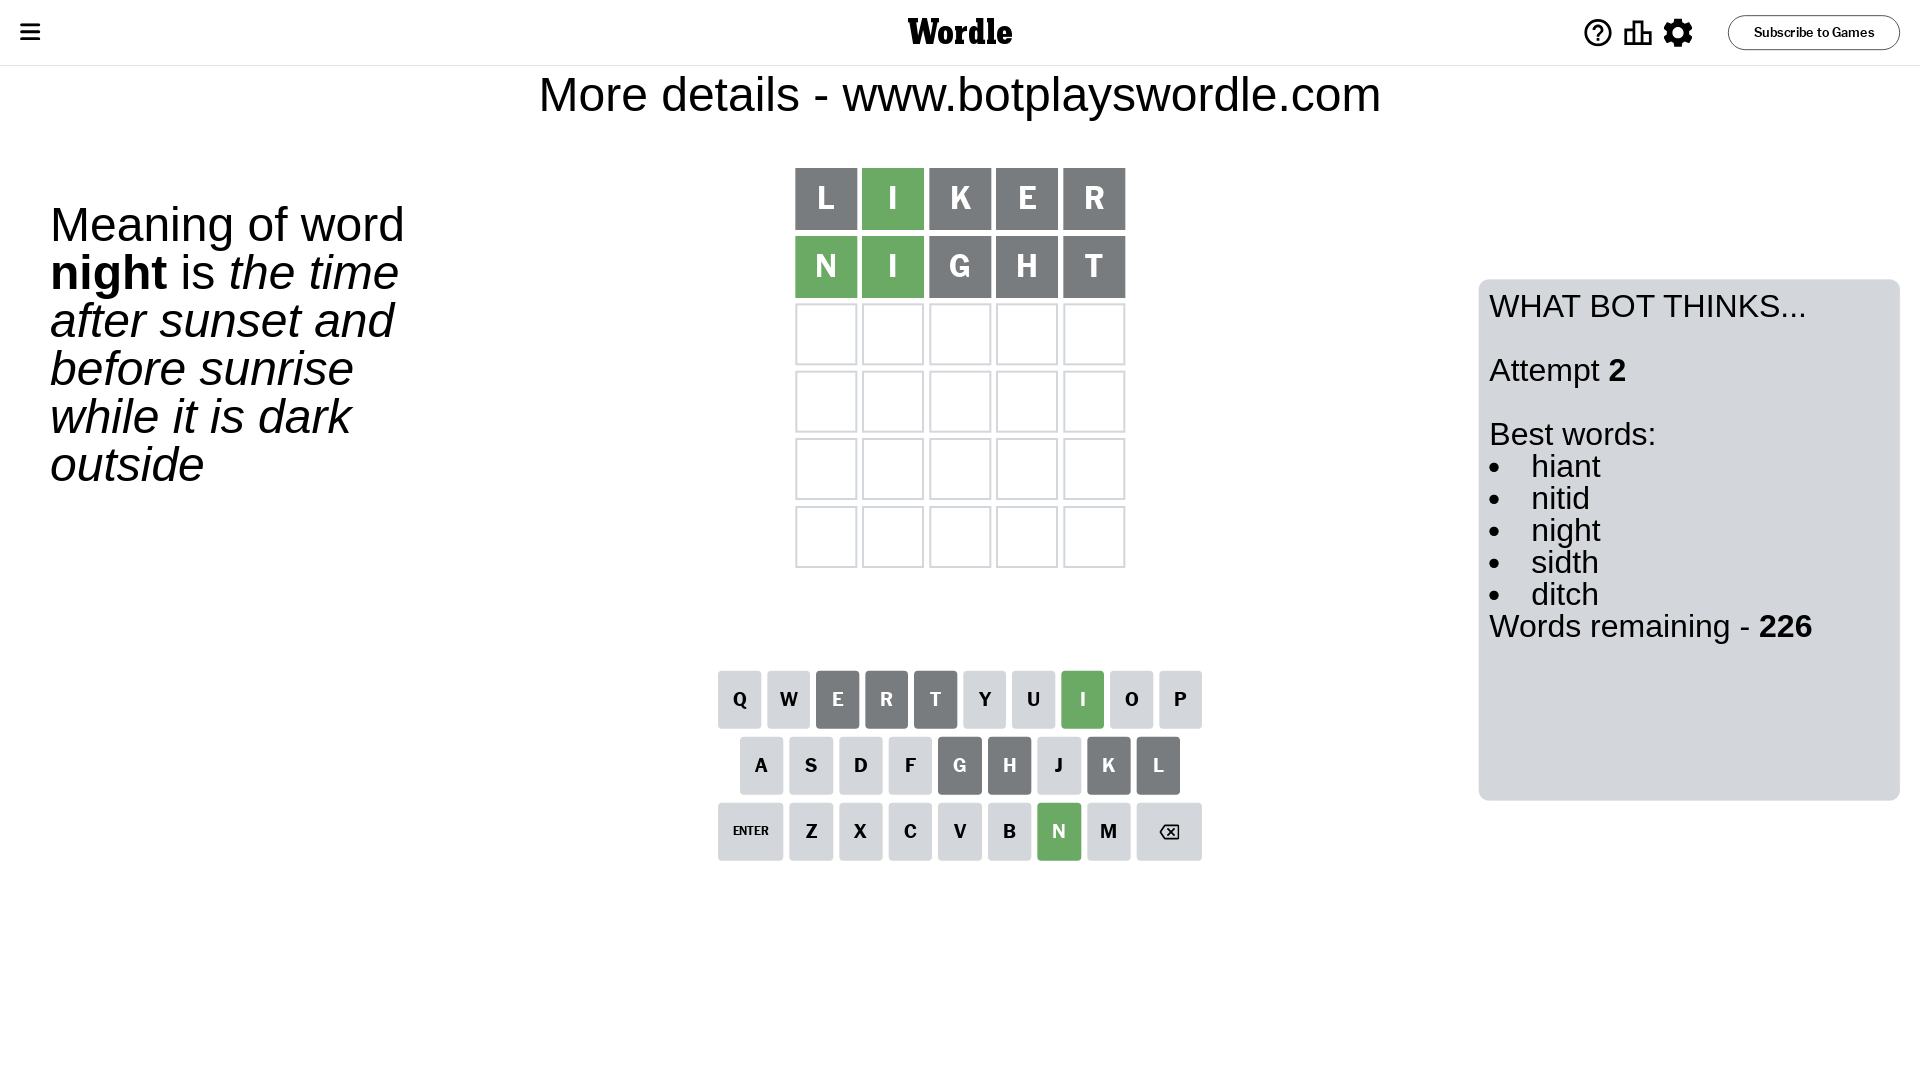 Wordle
Subscribe to Games
More details - www.botplayswordle.com
Meaning of word
night is the time
after sunset and
before sunrise
while it is dark
outside
L I K E R
N I G H T
WHAT BOT THINKS...
Attempt 2
Best words:
• hiant
• nitid
• night
• sidth
• ditch
Words remaining - 226
Q W E R T Y U I O P
A S D F G H J K L
ENTER Z X C V B N M